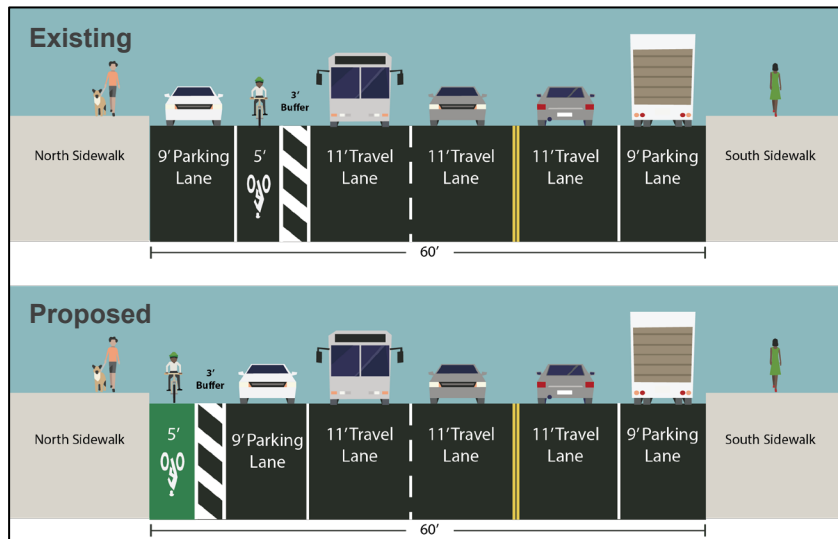 Existing
3'
Buffer
North Sidewalk
9' Parking
Lane
5'
11' Travel
Lane
11' Travel
Lane
11' Travel
Lane
9' Parking
Lane
South Sidewalk
60'
Proposed
3'
Buffer
North Sidewalk
5'
9' Parking
Lane
11' Travel
Lane
11' Travel
Lane
11' Travel
Lane
9' Parking
Lane
South Sidewalk
60'